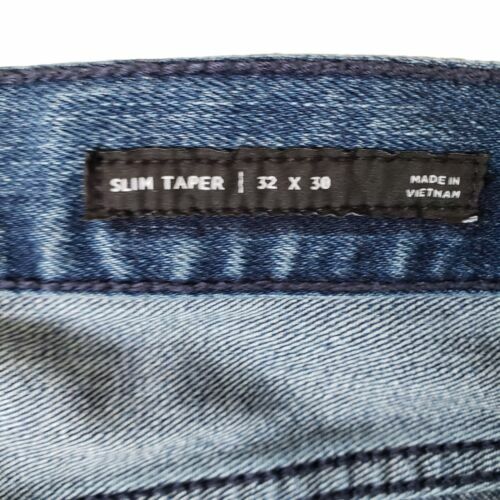 SLIM TAPER | 32 X 30
MADE IN
VIETNAM